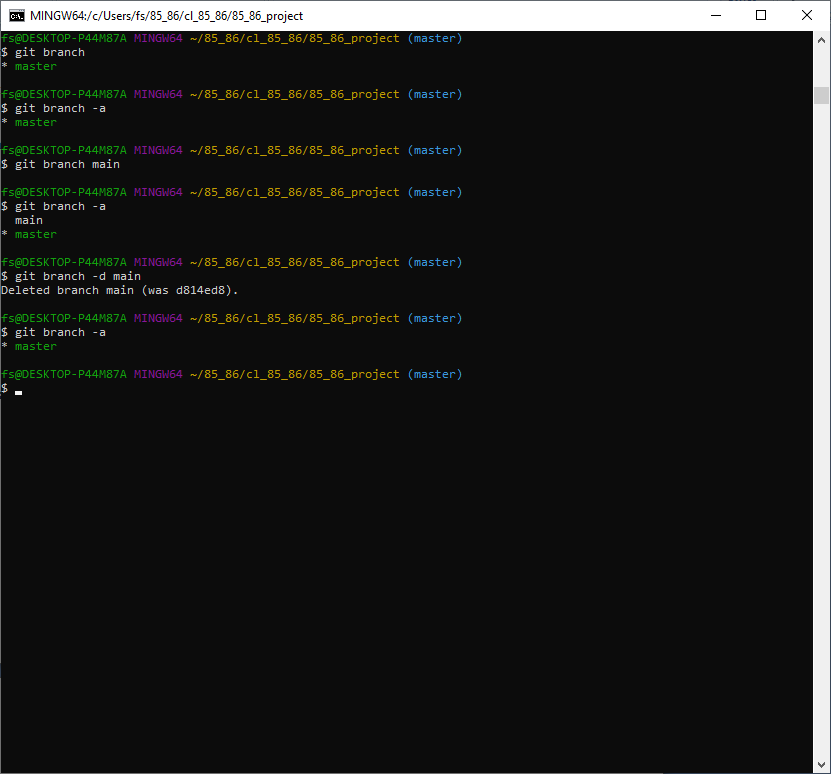 MINGW64:/c/Users/fs/85_86/cl_85_86/85_86_project
fs@DESKTOP-P44M87A MINGW64 ~/85_86/cl_85_86/85_86_project (master)
$ git branch
* master
fs@DESKTOP-P44M87A MINGW64 ~/85_86/cl_85_86/85_86_project (master)
$ git branch -a
* master
fs@DESKTOP-P44M87A MINGW64 ~/85_86/cl_85_86/85_86_project (master)
$ git branch main
fs@DESKTOP-P44M87A MINGW64 ~/85_86/cl_85_86/85_86_project (master)
$ git branch -a
  main
* master
fs@DESKTOP-P44M87A MINGW64 ~/85_86/cl_85_86/85_86_project (master)
$ git branch -d main
Deleted branch main (was d814ed8).
fs@DESKTOP-P44M87A MINGW64 ~/85_86/cl_85_86/85_86_project (master)
$ git branch -a
* master
fs@DESKTOP-P44M87A MINGW64 ~/85_86/cl_85_86/85_86_project (master)
$